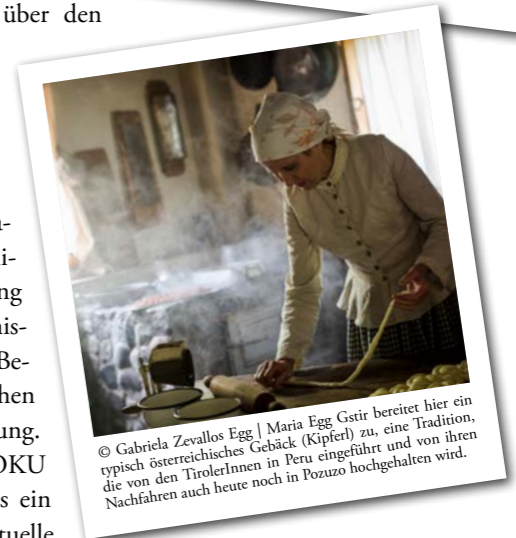 über den
i-
ng
nis-
Be-
hen
ung.
OKU
s ein
tuelle
© Gabriela Zevallos Egg | Maria Egg Gstir bereitet hier ein
typisch österreichisches Gebäck (Kipferl) zu, eine Tradition,
die von den TirolerInnen in Peru eingeführt und von ihren
Nachfahren auch heute noch in Pozuzo hochgehalten wird.